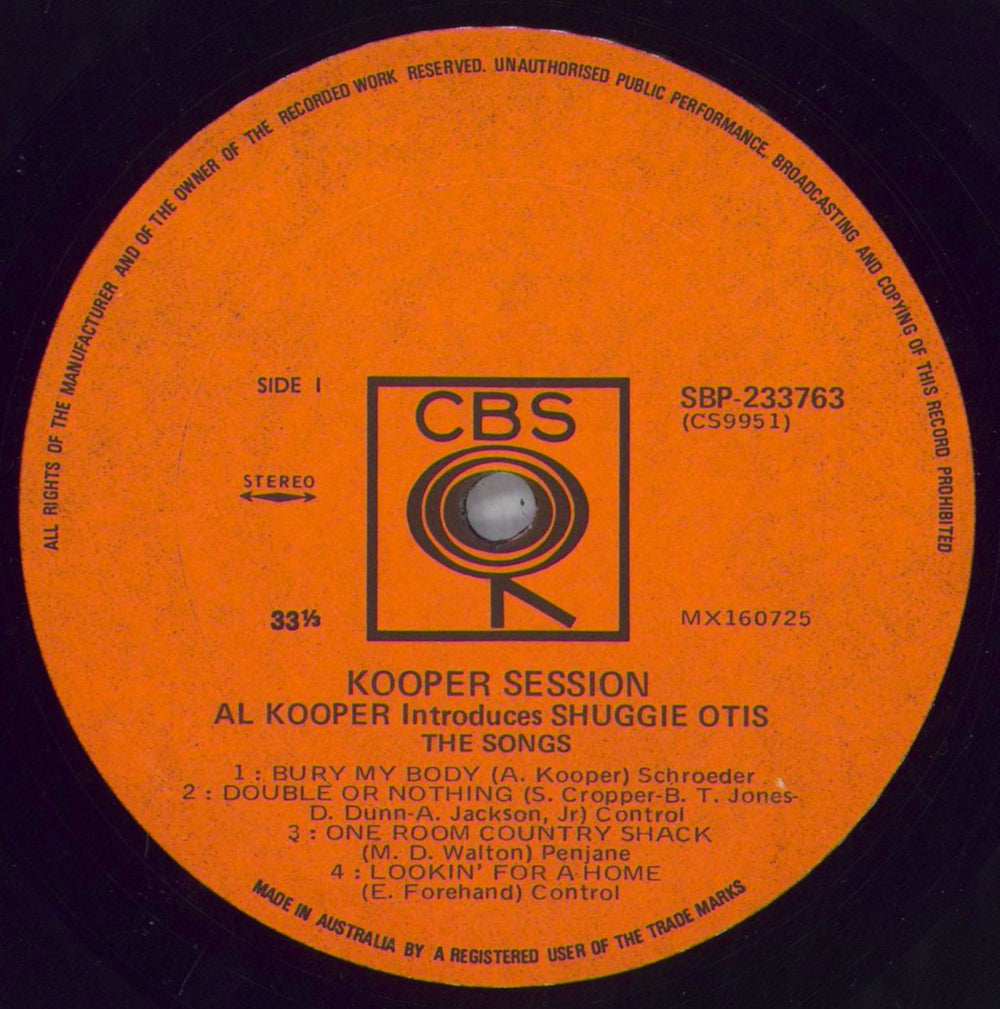 ALL RIGHTS OF THE MANUFACTURER AND OF THE OWNER OF THE RECORDED WORK RESERVED. UNAUTHORISED PUBLIC PERFORMANCE, BROADCASTING AND COPYING OF THIS RECORD PROHIBITED
SIDE 1
CBS
SBP-233763
(CS9951)
STEREO
33⅓
MX160725
KOOPER SESSION
AL KOOPER Introduces SHUGGIE OTIS
THE SONGS
1 : BURY MY BODY (A. Kooper) Schroeder
2 : DOUBLE OR NOTHING (S. Cropper-B. T. Jones-
D. Dunn-A. Jackson, Jr) Control
3 : ONE ROOM COUNTRY SHACK
(M. D. Walton) Penjane
4 : LOOKIN' FOR A HOME
(E. Forehand) Control
MADE IN AUSTRALIA BY A REGISTERED USER OF THE TRADE MARKS